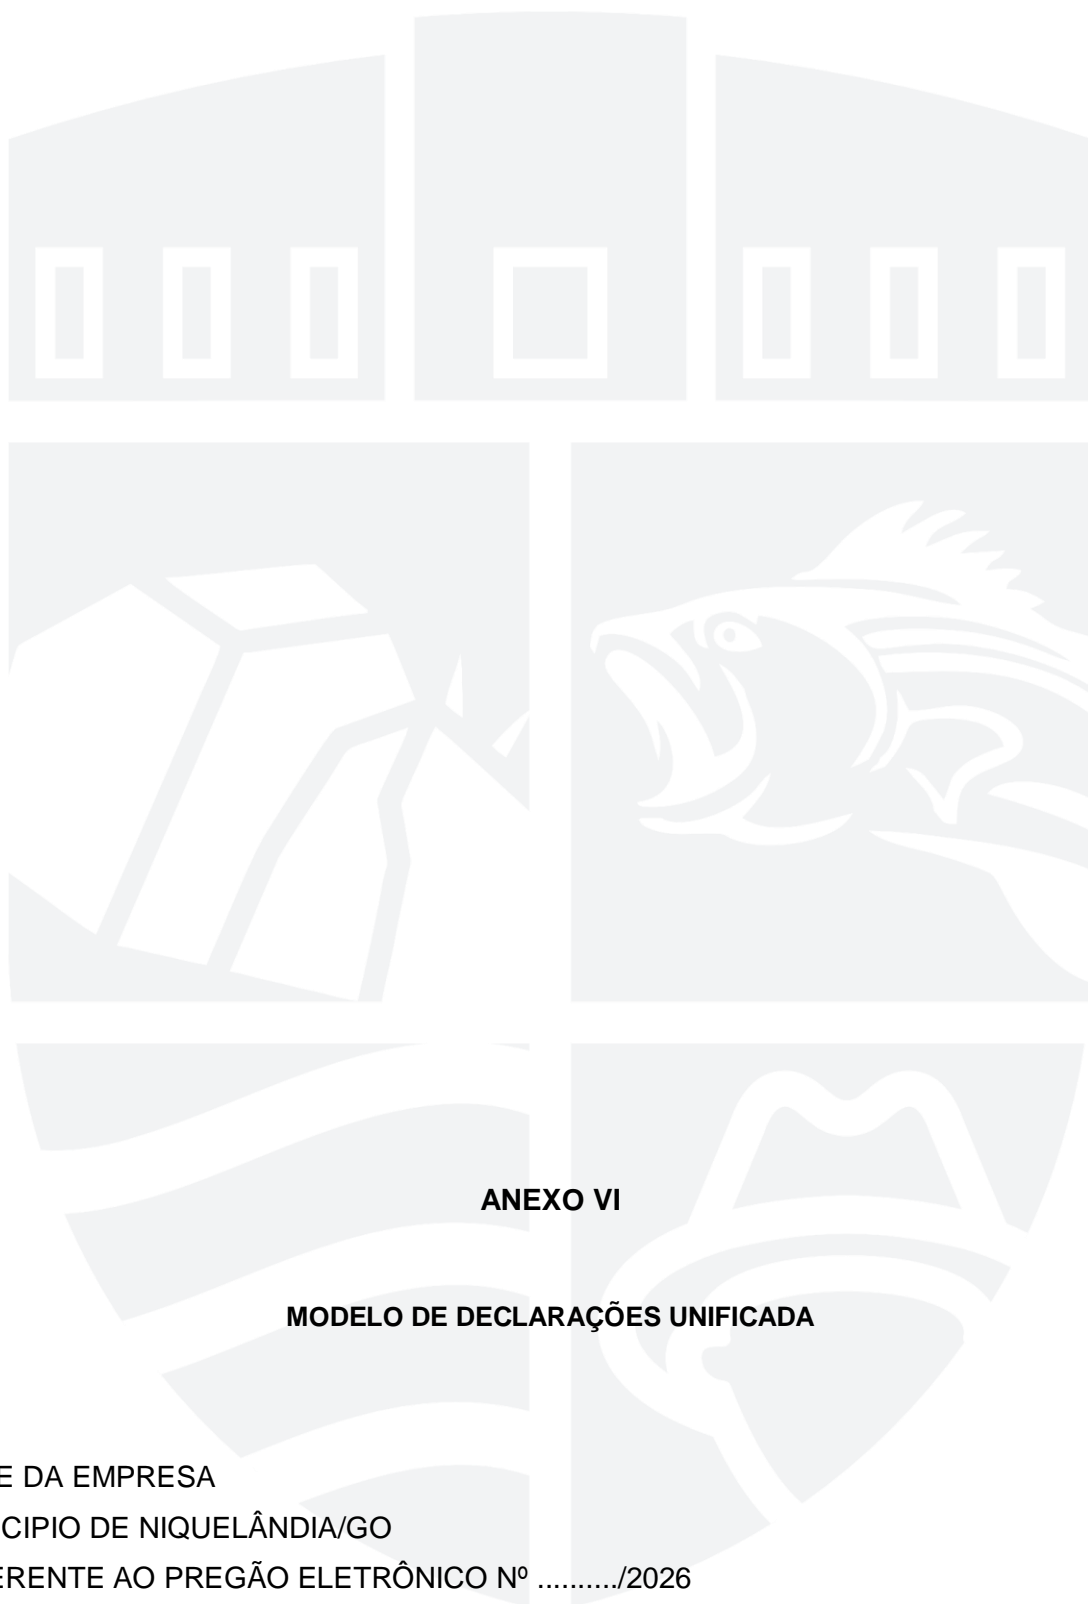 ANEXO VI
MODELO DE DECLARAÇÕES UNIFICADA
E DA EMPRESA
CIPIO DE NIQUELÂNDIA/GO
ERENTE AO PREGÃO ELETRÔNICO Nº ........../2026